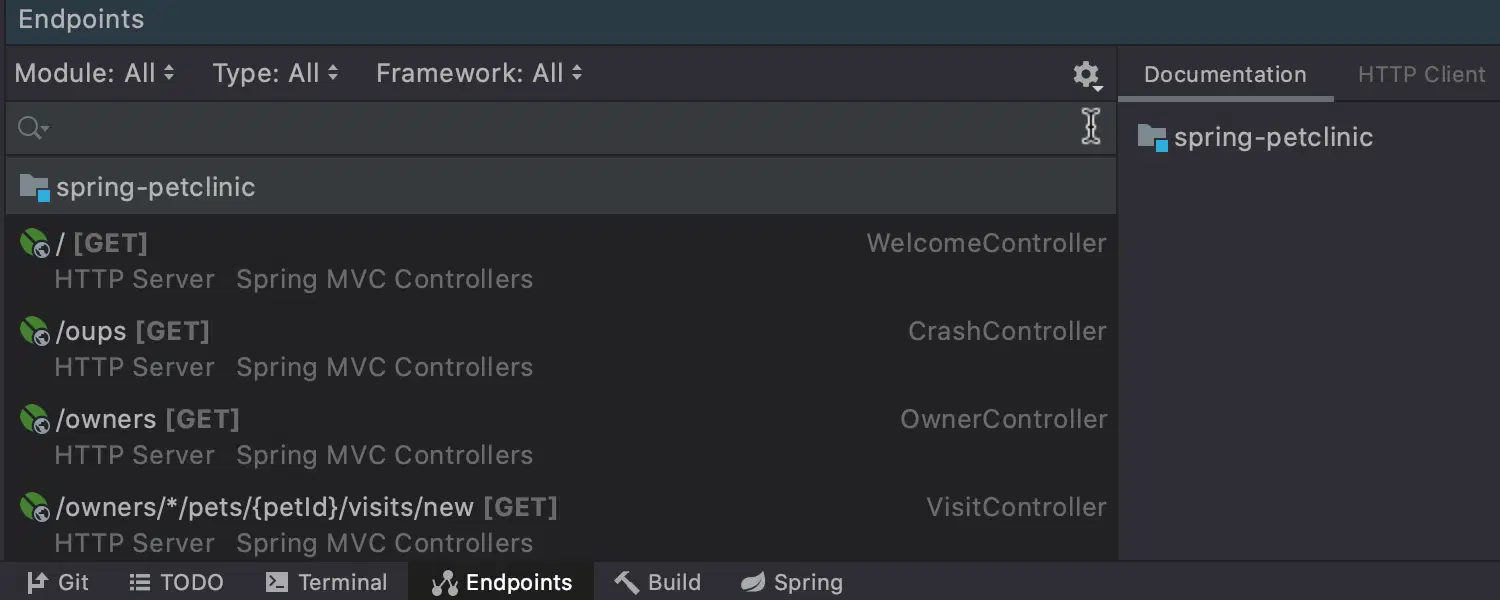 Endpoints
Module: All Type: All Framework: All
Documentation HTTP Client
spring-petclinic
spring-petclinic
/ [GET] WelcomeController
HTTP Server Spring MVC Controllers
/oups [GET] CrashController
HTTP Server Spring MVC Controllers
/owners [GET] OwnerController
HTTP Server Spring MVC Controllers
/owners/*/pets/{petId}/visits/new [GET] VisitController
HTTP Server Spring MVC Controllers
Git TODO Terminal Endpoints Build Spring